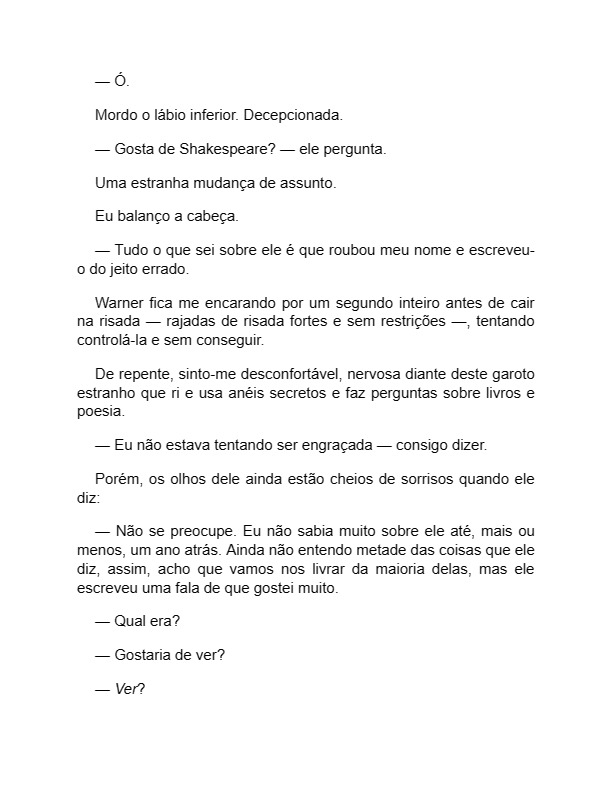 — Ó.
Mordo o lábio inferior. Decepcionada.
— Gosta de Shakespeare? — ele pergunta.
Uma estranha mudança de assunto.
Eu balanço a cabeça.
— Tudo o que sei sobre ele é que roubou meu nome e escreveu-
o do jeito errado.
Warner fica me encarando por um segundo inteiro antes de cair
na risada — rajadas de risada fortes e sem restrições —, tentando
controlá-la e sem conseguir.
De repente, sinto-me desconfortável, nervosa diante deste garoto
estranho que ri e usa anéis secretos e faz perguntas sobre livros e
poesia.
— Eu não estava tentando ser engraçada — consigo dizer.
Porém, os olhos dele ainda estão cheios de sorrisos quando ele
diz:
— Não se preocupe. Eu não sabia muito sobre ele até, mais ou
menos, um ano atrás. Ainda não entendo metade das coisas que ele
diz, assim, acho que vamos nos livrar da maioria delas, mas ele
escreveu uma fala de que gostei muito.
— Qual era?
— Gostaria de ver?
— Ver?